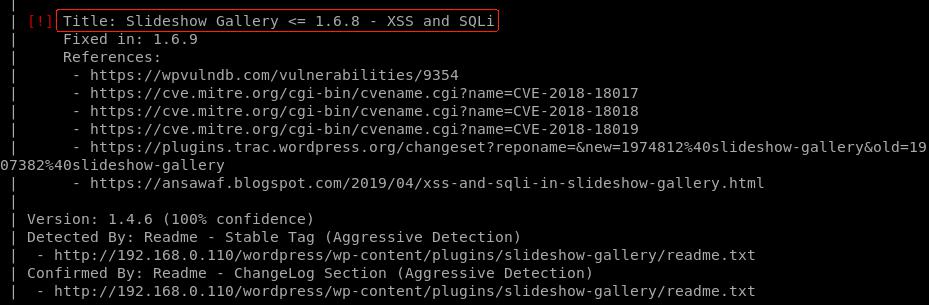 |
| [!] Title: Slideshow Gallery <= 1.6.8 - XSS and SQLi
|     Fixed in: 1.6.9
|     References:
|      - https://wpvulndb.com/vulnerabilities/9354
|      - https://cve.mitre.org/cgi-bin/cvename.cgi?name=CVE-2018-18017
|      - https://cve.mitre.org/cgi-bin/cvename.cgi?name=CVE-2018-18018
|      - https://cve.mitre.org/cgi-bin/cvename.cgi?name=CVE-2018-18019
|      - https://plugins.trac.wordpress.org/changeset?reponame=&new=1974812%40slideshow-gallery&old=19
07382%40slideshow-gallery
|      - https://ansawaf.blogspot.com/2019/04/xss-and-sqli-in-slideshow-gallery.html
|
| Version: 1.4.6 (100% confidence)
| Detected By: Readme - Stable Tag (Aggressive Detection)
|  - http://192.168.0.110/wordpress/wp-content/plugins/slideshow-gallery/readme.txt
| Confirmed By: Readme - ChangeLog Section (Aggressive Detection)
|  - http://192.168.0.110/wordpress/wp-content/plugins/slideshow-gallery/readme.txt